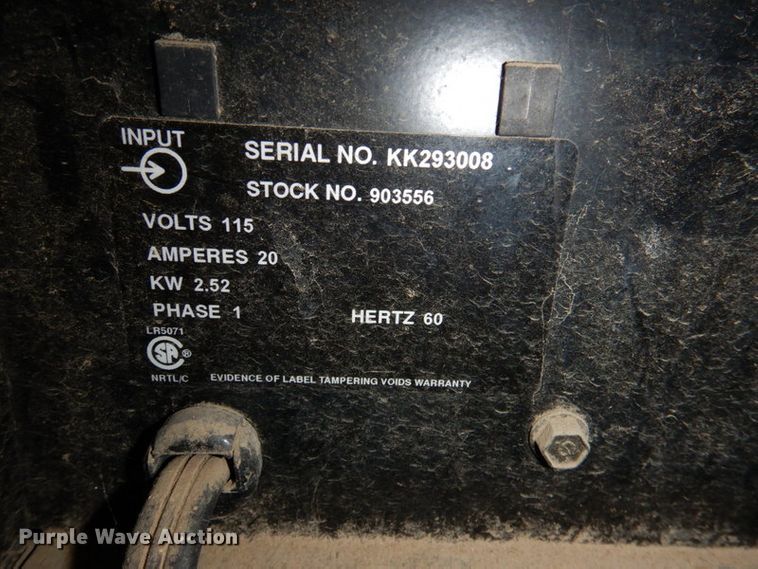 INPUT
SERIAL NO. KK293008
STOCK NO. 903556
VOLTS 115
AMPERES 20
KW 2.52
PHASE 1 HERTZ 60
LR5071
SA ®
NRTL/C EVIDENCE OF LABEL TAMPERING VOIDS WARRANTY
Purple Wave Auction®